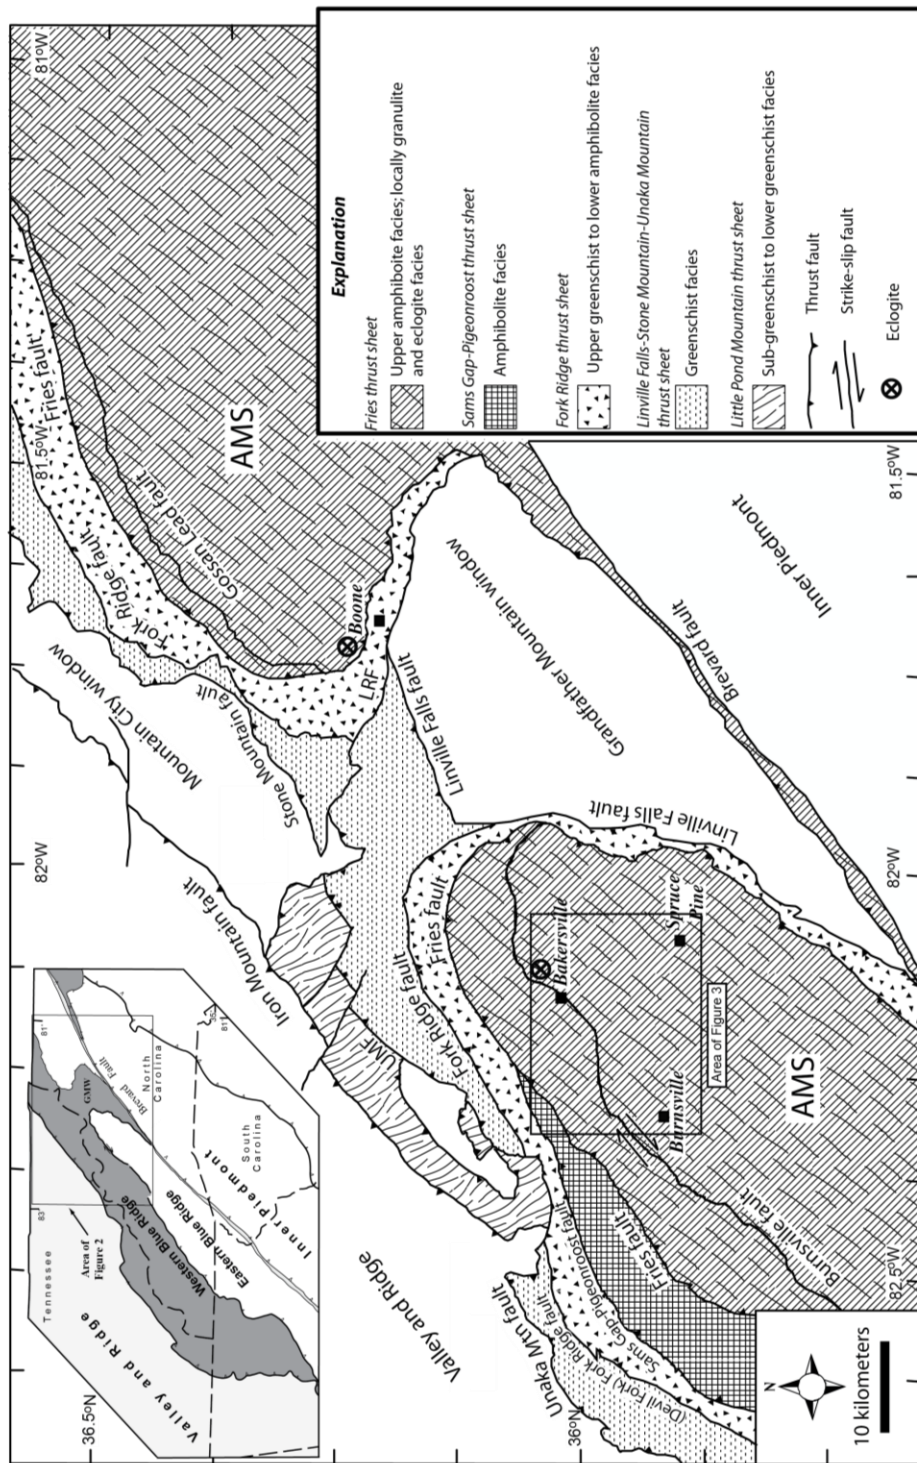 81°W
81.5°W
82°W
36.5°N
Fries fault
Fork
Ridge fault
Gossan Lead fault
AMS
Mountain City window
Stone Mountain fault
Boone
LRF
Iron Mountain fault
Linville Falls fault
Grandfather Mountain window
Linville Falls fault
Brevard fault
Inner Piedmont
Fork Ridge fault
Fries fault
UMF
Bakersville
Spruce
Pine
Burnsville
Area of Figure 3
AMS
Valley and Ridge
Unaka Mtn fault
(Devil Fork) Fork Ridge fault
Sams Gap-Pigeonroost fault
Fries fault
Burnsville fault
36°N
81.5°W
82°W
82.5°W
N
10 kilometers
Explanation
Fries thrust sheet
Upper amphiboite facies; locally granulite
and eclogite facies
Sams Gap-Pigeonroost thrust sheet
Amphibolite facies
Fork Ridge thrust sheet
Upper greenschist to lower amphibolite facies
Linville Falls-Stone Mountain-Unaka Mountain
thrust sheet
Greenschist facies
Little Pond Mountain thrust sheet
Sub-greenschist to lower greenschist facies
Thrust fault
Strike-slip fault
Eclogite
Tennessee
83
81
Valley and Ridge
Area of
Figure 2
Western Blue Ridge
Eastern Blue Ridge
Inner Piedmont
GMW
Brevard Fault
North
Carolina
South
Carolina
35
81